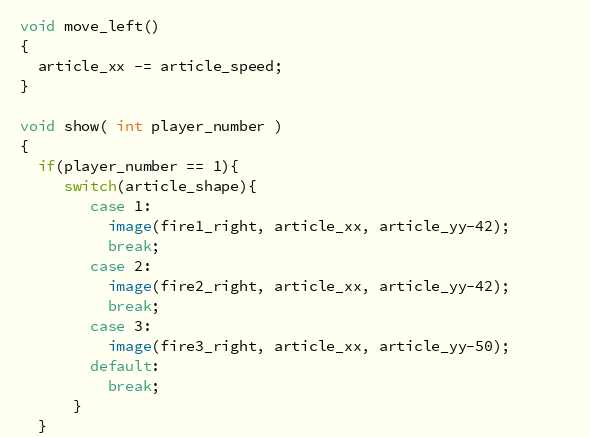 void move_left()
{
  article_xx -= article_speed;
}

void show( int player_number )
{
  if(player_number == 1){
     switch(article_shape){
        case 1:
          image(fire1_right, article_xx, article_yy-42);
          break;
        case 2:
          image(fire2_right, article_xx, article_yy-42);
          break;
        case 3:
          image(fire3_right, article_xx, article_yy-50);
        default:
          break;
      }
  }